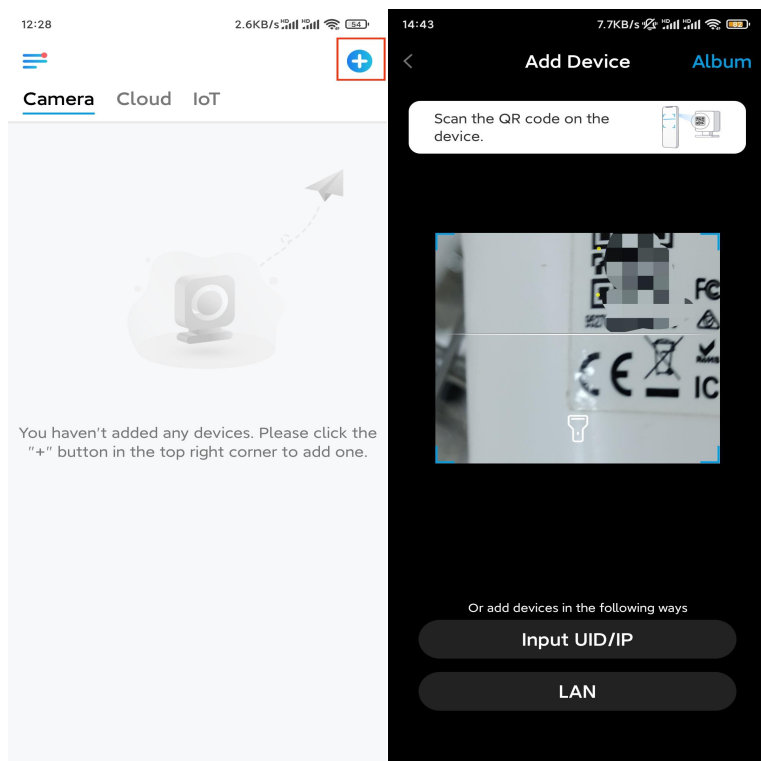 12:28
2.6KB/s
54
Camera
Cloud
IoT
You haven't added any devices. Please click the
"+" button in the top right corner to add one.
14:43
7.7KB/s
82
Add Device
Album
Scan the QR code on the
device.
FC
CE
IC
Or add devices in the following ways
Input UID/IP
LAN